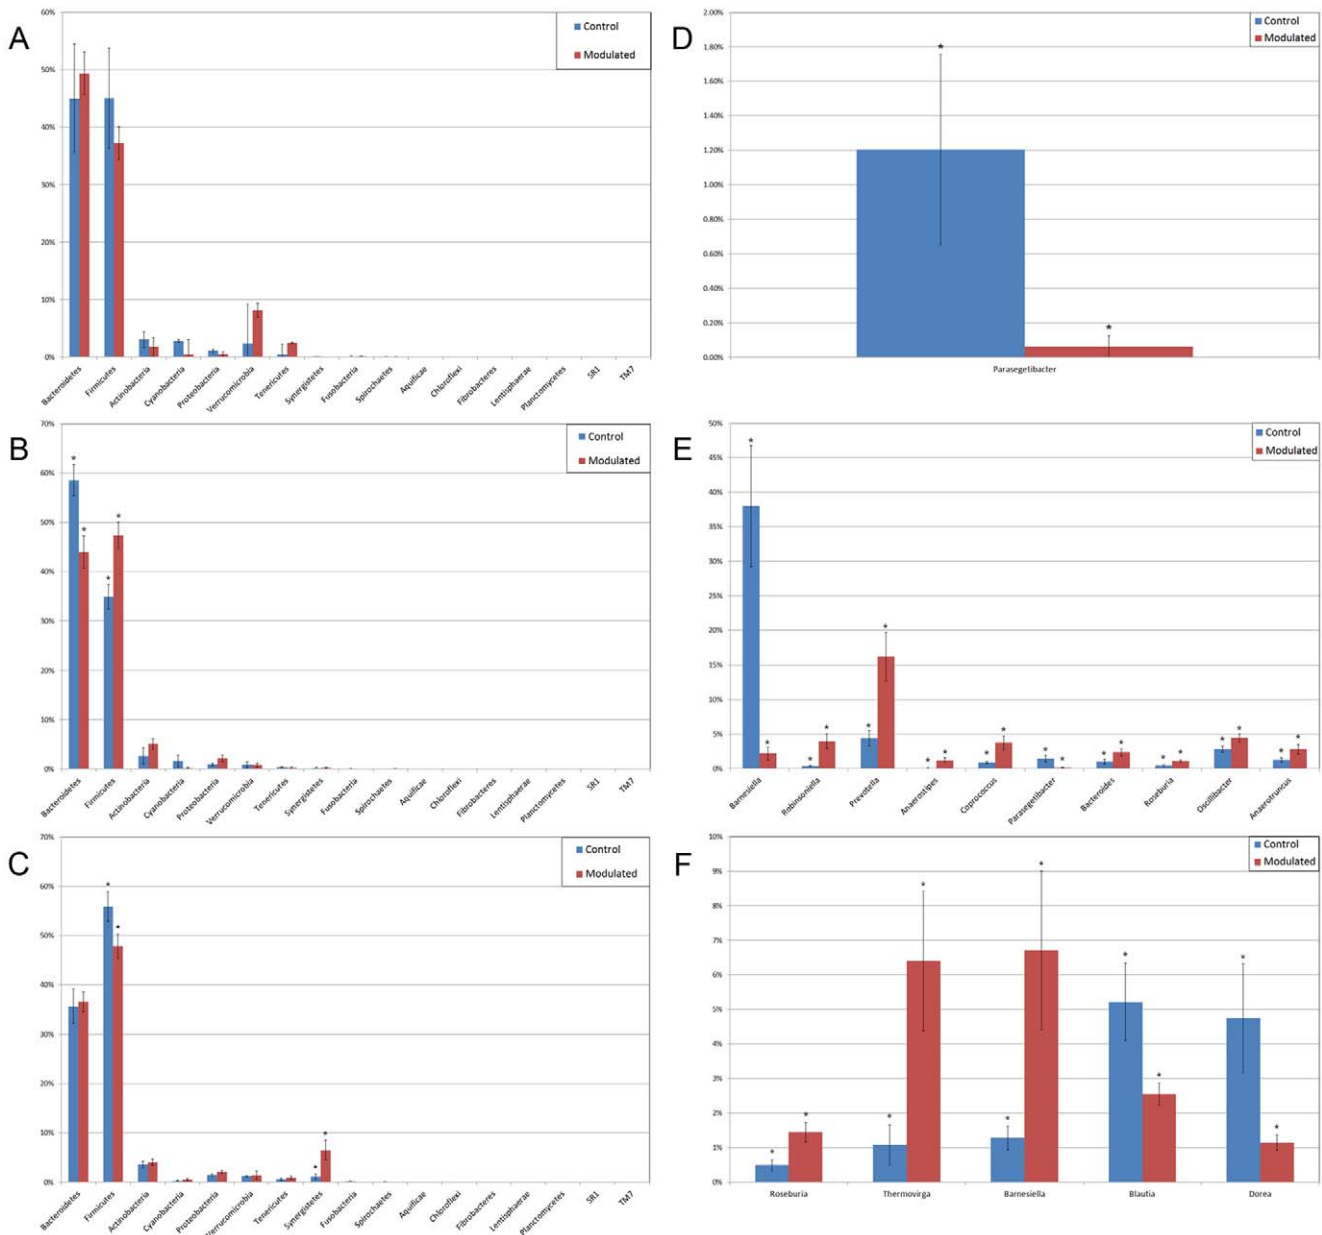 A
60%
50%
40%
30%
20%
10%
0%
Control
Modulated
Bacteroidetes
Firmicutes
Actinobacteria
Cyanobacteria
Proteobacteria
Verrucomicrobia
Tenericutes
Synergistetes
Fusobacteria
Spirochaetes
Aquificae
Chloroflexi
Fibrobacteres
Lentisphaerae
Planctomycetes
SR1
TM7
B
70%
60%
50%
40%
30%
20%
10%
0%
* * * *
Control
Modulated
Bacteroidetes
Firmicutes
Actinobacteria
Cyanobacteria
Proteobacteria
Verrucomicrobia
Tenericutes
Synergistetes
Fusobacteria
Spirochaetes
Aquificae
Chloroflexi
Fibrobacteres
Lentisphaerae
Planctomycetes
SR1
TM7
C
70%
60%
50%
40%
30%
20%
10%
0%
* * * *
Control
Modulated
Bacteroidetes
Firmicutes
Actinobacteria
Cyanobacteria
Proteobacteria
Verrucomicrobia
Tenericutes
Synergistetes
Fusobacteria
Spirochaetes
Aquificae
Chloroflexi
Fibrobacteres
Lentisphaerae
Planctomycetes
SR1
TM7
D
2.00%
1.80%
1.60%
1.40%
1.20%
1.00%
0.80%
0.60%
0.40%
0.20%
0.00%
* *
Control
Modulated
Parasegetibacter
E
50%
45%
40%
35%
30%
25%
20%
15%
10%
5%
0%
* * * * * * * * * * * * * * * * * * * *
Control
Modulated
Barnesiella
Robinsoniella
Prevotella
Anaerostipes
Coprococcus
Parasegetibacter
Bacteroides
Roseburia
Oscillibacter
Anaerotruncus
F
10%
9%
8%
7%
6%
5%
4%
3%
2%
1%
0%
* * * * * * * * * *
Control
Modulated
Roseburia
Thermovirga
Barnesiella
Blautia
Dorea